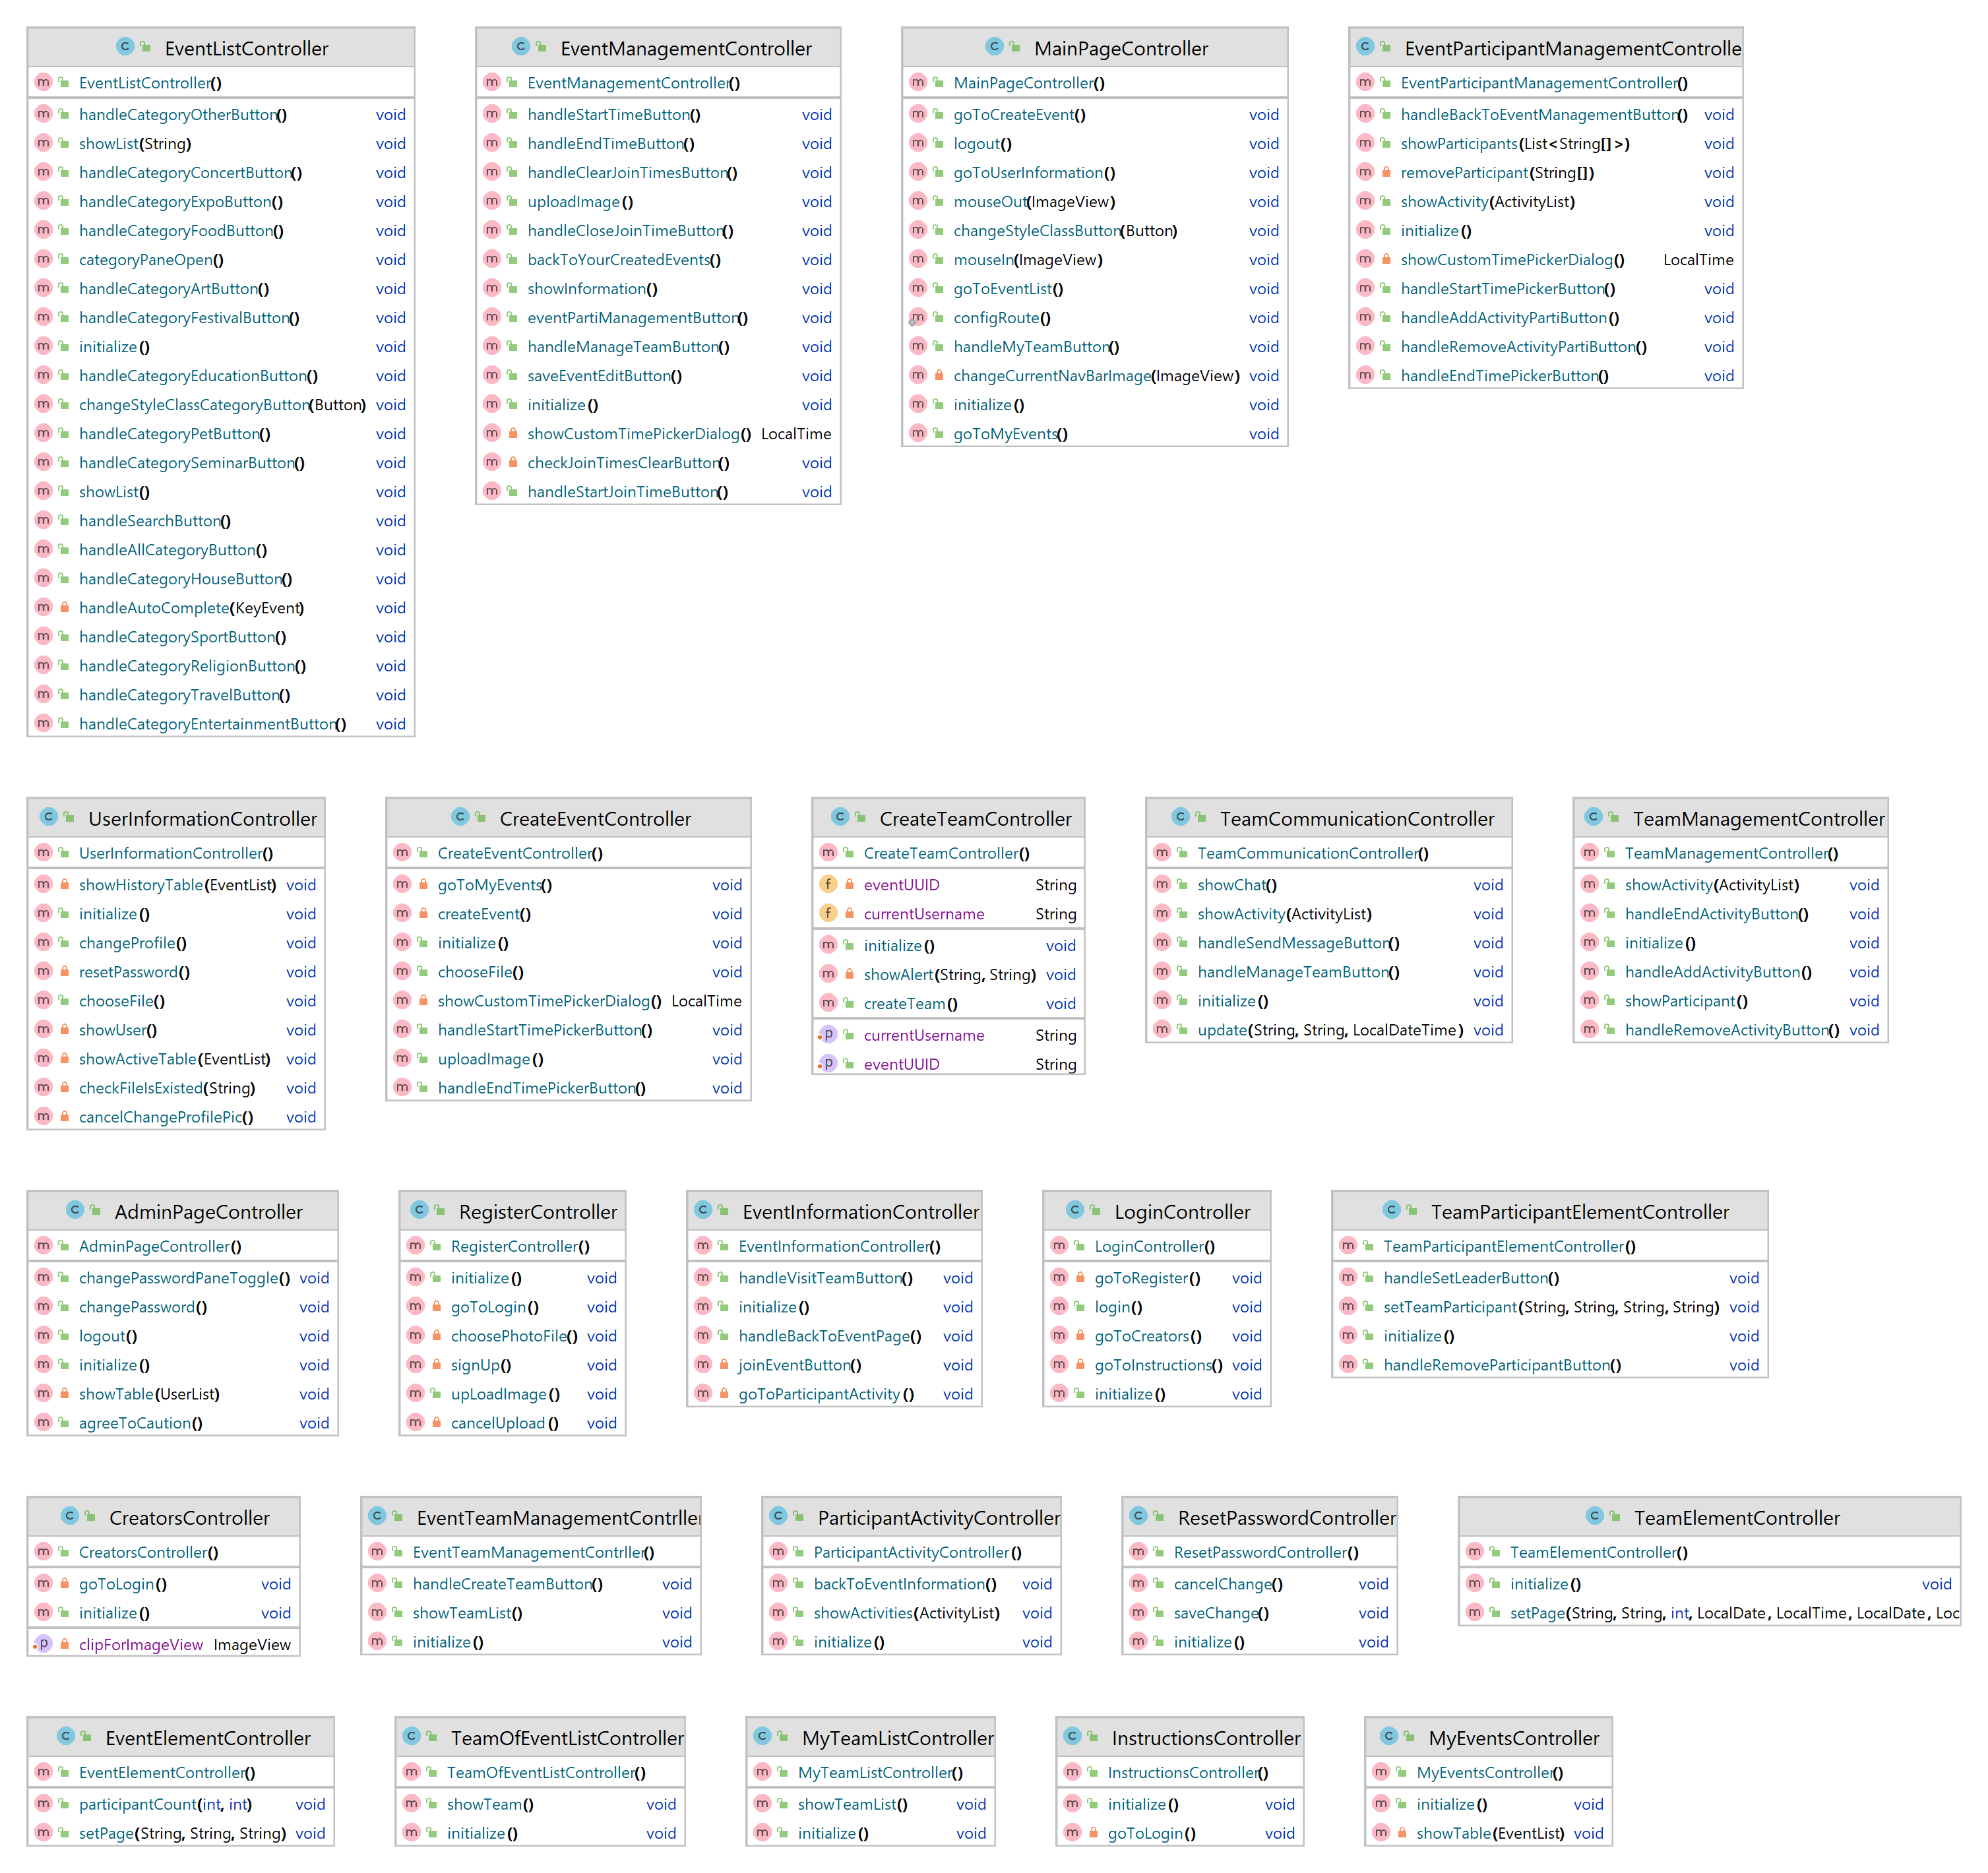 EventListController
EventListController()
handleCategoryOtherButton() void
showList(String) void
handleCategoryConcertButton() void
handleCategoryExpoButton() void
handleCategoryFoodButton() void
categoryPaneOpen() void
handleCategoryArtButton() void
handleCategoryFestivalButton() void
initialize() void
handleCategoryEducationButton() void
changeStyleClassCategoryButton(Button) void
handleCategoryPetButton() void
handleCategorySeminarButton() void
showList() void
handleSearchButton() void
handleAllCategoryButton() void
handleCategoryHouseButton() void
handleAutoComplete(KeyEvent) void
handleCategorySportButton() void
handleCategoryReligionButton() void
handleCategoryTravelButton() void
handleCategoryEntertainmentButton() void
EventManagementController
EventManagementController()
handleStartTimeButton() void
handleEndTimeButton() void
handleClearJoinTimesButton() void
uploadImage() void
handleCloseJoinTimeButton() void
backToYourCreatedEvents() void
showInformation() void
eventPartiManagementButton() void
handleManageTeamButton() void
saveEventEditButton() void
initialize() void
showCustomTimePickerDialog() LocalTime
checkJoinTimesClearButton() void
handleStartJoinTimeButton() void
MainPageController
MainPageController()
goToCreateEvent() void
logout() void
goToUserInformation() void
mouseOut(ImageView) void
changeStyleClassButton(Button) void
mouseIn(ImageView) void
goToEventList() void
configRoute() void
handleMyTeamButton() void
changeCurrentNavBarImage(ImageView) void
initialize() void
goToMyEvents() void
EventParticipantManagementControlle
EventParticipantManagementController()
handleBackToEventManagementButton() void
showParticipants(List<String[]>) void
removeParticipant(String[]) void
showActivity(ActivityList) void
initialize() void
showCustomTimePickerDialog() LocalTime
handleStartTimePickerButton() void
handleAddActivityPartiButton() void
handleRemoveActivityPartiButton() void
handleEndTimePickerButton() void
UserInformationController
UserInformationController()
showHistoryTable(EventList) void
initialize() void
changeProfile() void
resetPassword() void
chooseFile() void
showUser() void
showActiveTable(EventList) void
checkFileIsExisted(String) void
cancelChangeProfilePic() void
CreateEventController
CreateEventController()
goToMyEvents() void
createEvent() void
initialize() void
chooseFile() void
showCustomTimePickerDialog() LocalTime
handleStartTimePickerButton() void
uploadImage() void
handleEndTimePickerButton() void
CreateTeamController
CreateTeamController()
f eventUUID String
f currentUsername String
initialize() void
showAlert(String, String) void
createTeam() void
p currentUsername String
p eventUUID String
TeamCommunicationController
TeamCommunicationController()
showChat() void
showActivity(ActivityList) void
handleSendMessageButton() void
handleManageTeamButton() void
initialize() void
update(String, String, LocalDateTime) void
TeamManagementController
TeamManagementController()
showActivity(ActivityList) void
handleEndActivityButton() void
initialize() void
handleAddActivityButton() void
showParticipant() void
handleRemoveActivityButton() void
AdminPageController
AdminPageController()
changePasswordPaneToggle() void
changePassword() void
logout() void
initialize() void
showTable(UserList) void
agreeToCaution() void
RegisterController
RegisterController()
initialize() void
goToLogin() void
choosePhotoFile() void
signUp() void
upLoadImage() void
cancelUpload() void
EventInformationController
EventInformationController()
handleVisitTeamButton() void
initialize() void
handleBackToEventPage() void
joinEventButton() void
goToParticipantActivity() void
LoginController
LoginController()
goToRegister() void
login() void
goToCreators() void
goToInstructions() void
initialize() void
TeamParticipantElementController
TeamParticipantElementController()
handleSetLeaderButton() void
setTeamParticipant(String, String, String, String) void
initialize() void
handleRemoveParticipantButton() void
CreatorsController
CreatorsController()
goToLogin() void
initialize() void
p clipForImageView ImageView
EventTeamManagementContrller
EventTeamManagementContrller()
handleCreateTeamButton() void
showTeamList() void
initialize() void
ParticipantActivityController
ParticipantActivityController()
backToEventInformation() void
showActivities(ActivityList) void
initialize() void
ResetPasswordController
ResetPasswordController()
cancelChange() void
saveChange() void
initialize() void
TeamElementController
TeamElementController()
initialize() void
setPage(String, String, int, LocalDate, LocalTime, LocalDate, Loc
EventElementController
EventElementController()
participantCount(int, int) void
setPage(String, String, String) void
TeamOfEventListController
TeamOfEventListController()
showTeam() void
initialize() void
MyTeamListController
MyTeamListController()
showTeamList() void
initialize() void
InstructionsController
InstructionsController()
initialize() void
goToLogin() void
MyEventsController
MyEventsController()
initialize() void
showTable(EventList) void